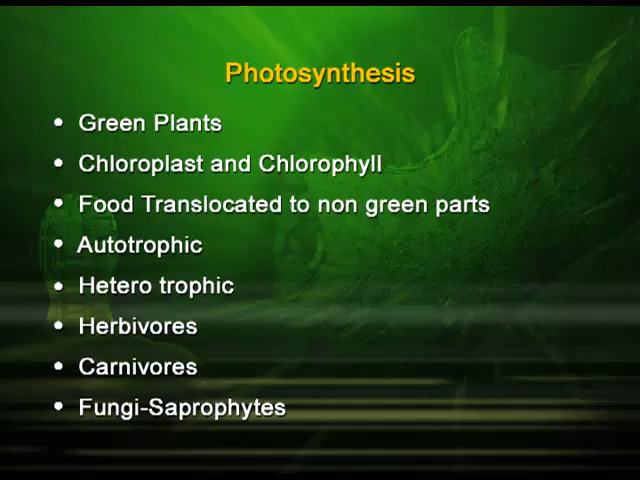 Photosynthesis
• Green Plants
• Chloroplast and Chlorophyll
• Food Translocated to non green parts
• Autotrophic
• Hetero trophic
• Herbivores
• Carnivores
• Fungi-Saprophytes